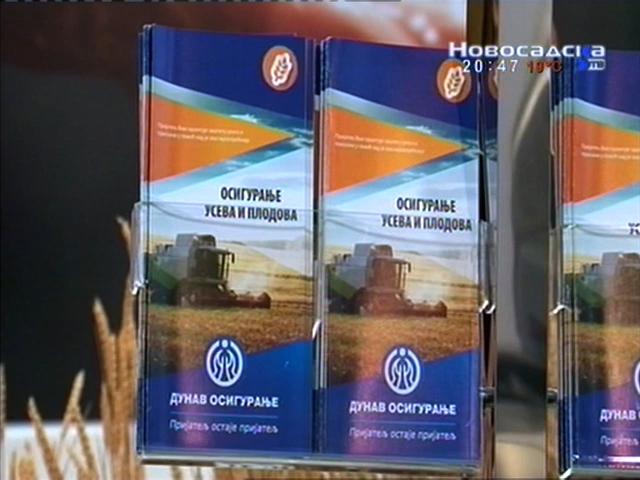 Новосадска
20:47 19°C
ОСИГУРАЊЕ
УСЕВА И ПЛОДОВА
ДУНАВ ОСИГУРАЊЕ
Пријатељ остаје пријатељ
ОСИГУРАЊЕ
УСЕВА И ПЛОДОВА
ДУНАВ ОСИГУРАЊЕ
Пријатељ остаје пријатељ